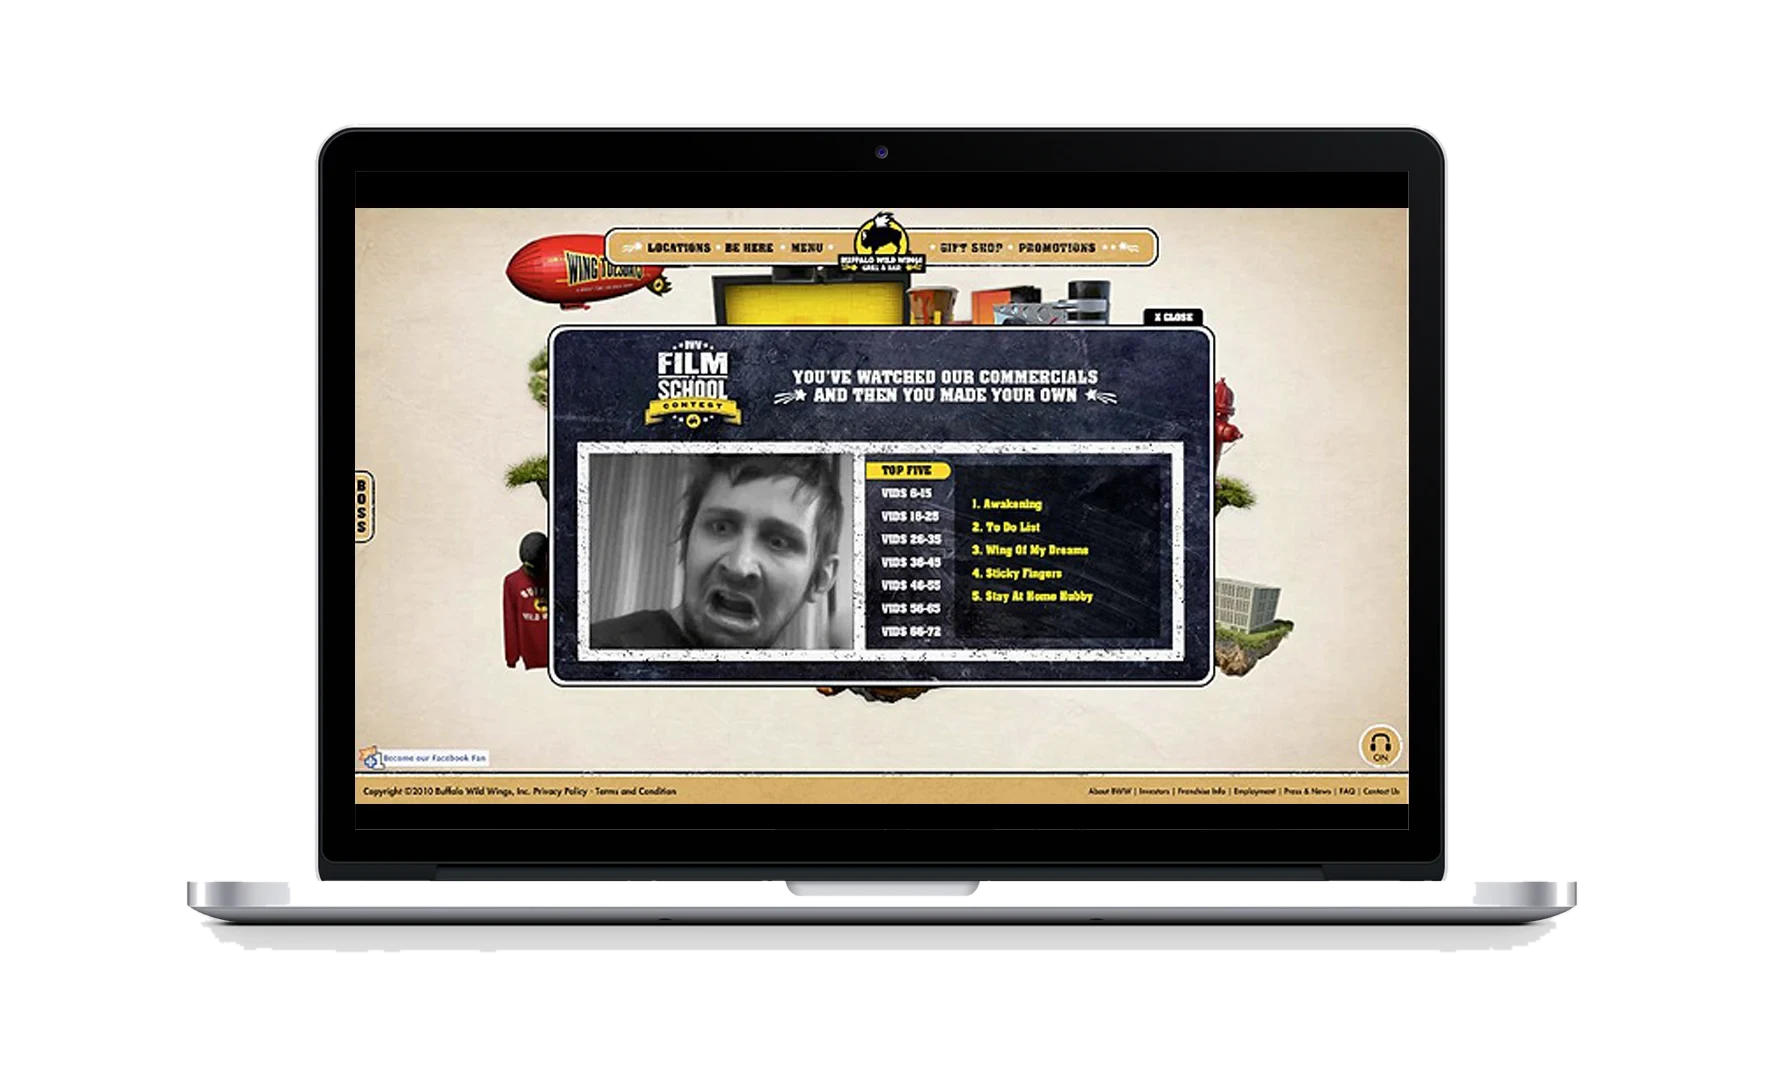 LOCATIONS • BE HERE • MENU
GIFT SHOP • PROMOTIONS
BUFFALO WILD WINGS
GRILL & BAR
WING TUESDAYS
X CLOSE
MY
FILM
SCHOOL
CONTEST
YOU'VE WATCHED OUR COMMERCIALS
AND THEN YOU MADE YOUR OWN
TOP FIVE
VIDS 6-15
VIDS 16-25
VIDS 26-35
VIDS 36-45
VIDS 46-55
VIDS 56-65
VIDS 66-72
1. Awakening
2. To Do List
3. Wing Of My Dreams
4. Sticky Fingers
5. Stay At Home Hubby
BOSS
Become our Facebook Fan
ON
Copyright ©2010 Buffalo Wild Wings, Inc. Privacy Policy - Terms and Condition
About BWW | Investors | Franchise Info | Employment | Press & News | FAQ | Contact Us